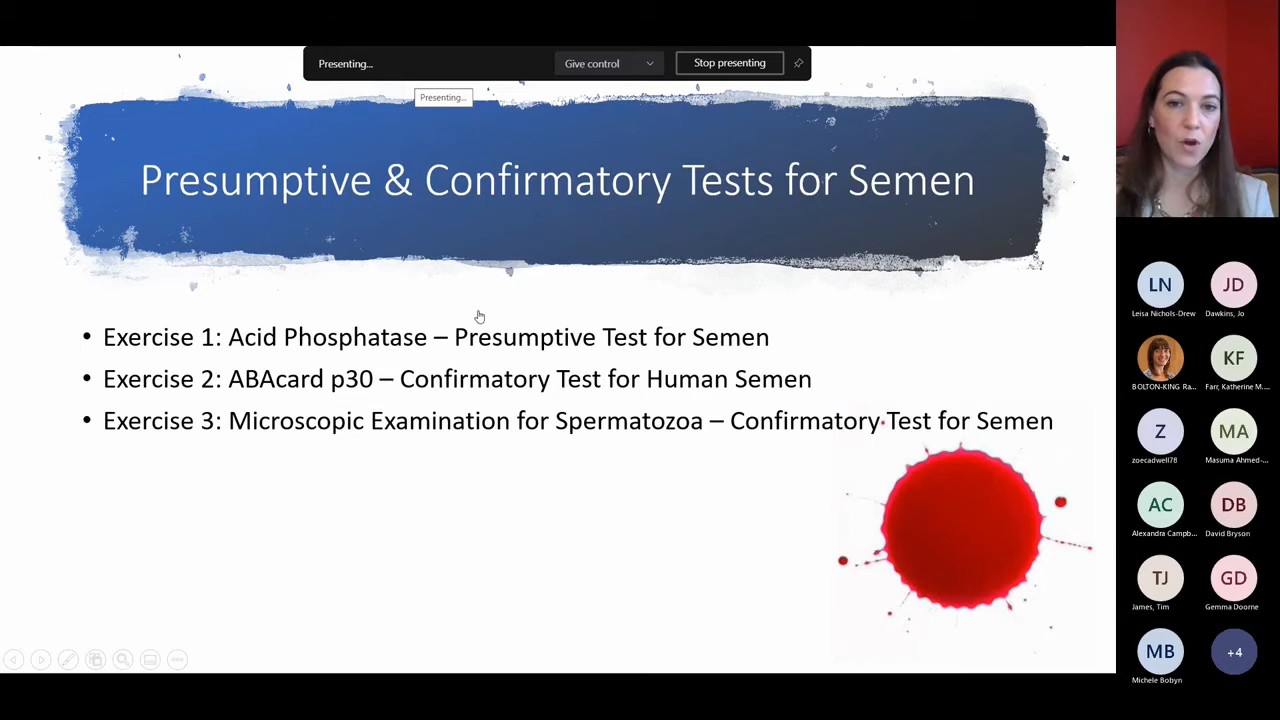 Presenting...
Give control
Stop presenting
Presenting...
Presumptive & Confirmatory Tests for Semen
• Exercise 1: Acid Phosphatase – Presumptive Test for Semen
• Exercise 2: ABAcard p30 – Confirmatory Test for Human Semen
• Exercise 3: Microscopic Examination for Spermatozoa – Confirmatory Test for Semen
LN
JD
Leisa Nichols-Drew
Dawkins, Jo
KF
BOLTON-KING Ra...
Farr, Katherine M....
Z
MA
zoecadwell78
Masuma Ahmed-...
AC
DB
Alexandra Campb...
David Bryson
TJ
GD
James, Tim
Gemma Doorne
MB
+4
Michele Bobyn